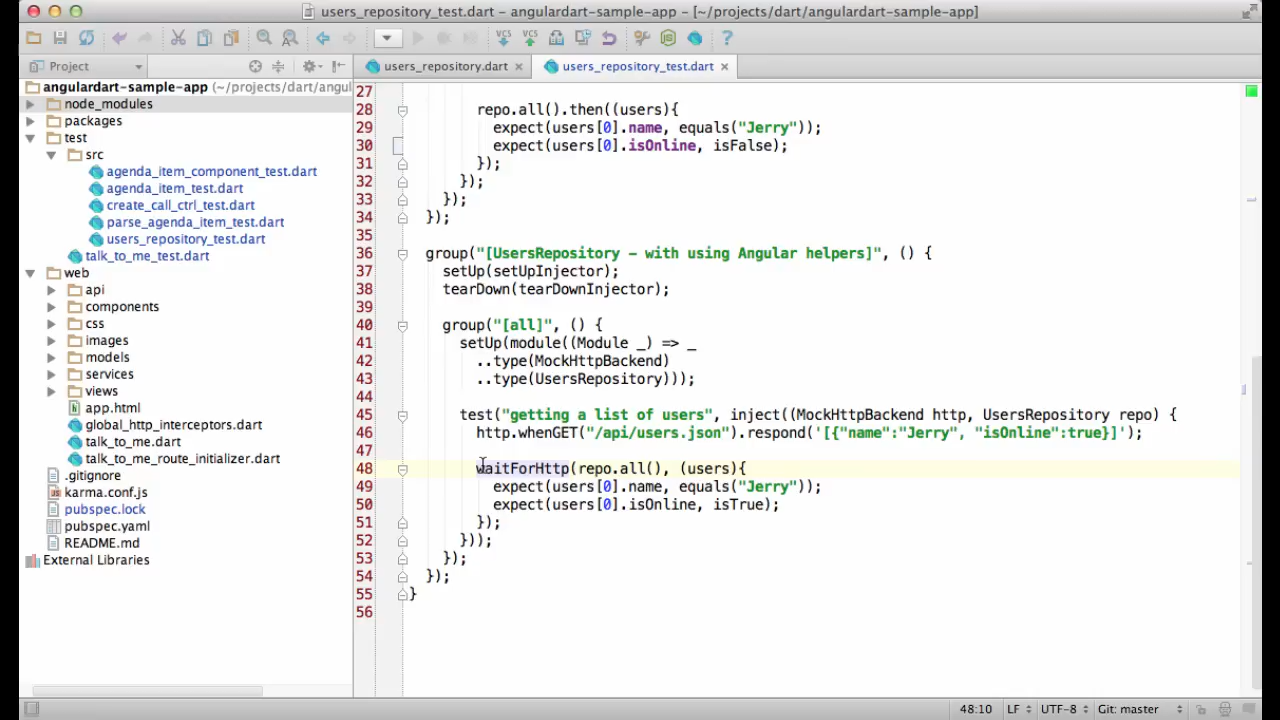 users_repository_test.dart – angulardart-sample-app – [~/projects/dart/angulardart-sample-app]
VCS VCS ?
Project
users_repository.dart × users_repository_test.dart ×
angulardart-sample-app (~/projects/dart/angul
node_modules
packages
test
src
agenda_item_component_test.dart
agenda_item_test.dart
create_call_ctrl_test.dart
parse_agenda_item_test.dart
users_repository_test.dart
talk_to_me_test.dart
web
api
components
css
images
models
services
views
app.html
global_http_interceptors.dart
talk_to_me.dart
talk_to_me_route_initializer.dart
.gitignore
karma.conf.js
pubspec.lock
pubspec.yaml
README.md
External Libraries
27
28 repo.all().then((users){
29 expect(users[0].name, equals("Jerry"));
30 expect(users[0].isOnline, isFalse);
31 });
32 });
33 });
34 });
35
36 group("[UsersRepository – with using Angular helpers]", () {
37 setUp(setUpInjector);
38 tearDown(tearDownInjector);
39
40 group("[all]", () {
41 setUp(module((Module _) => _
42 ..type(MockHttpBackend)
43 ..type(UsersRepository)));
44
45 test("getting a list of users", inject((MockHttpBackend http, UsersRepository repo) {
46 http.whenGET("/api/users.json").respond('[{"name":"Jerry", "isOnline":true}]');
47
48 waitForHttp(repo.all(), (users){
49 expect(users[0].name, equals("Jerry"));
50 expect(users[0].isOnline, isTrue);
51 });
52 }));
53 });
54 });
55 }
56
48:10 LF UTF-8 Git: master